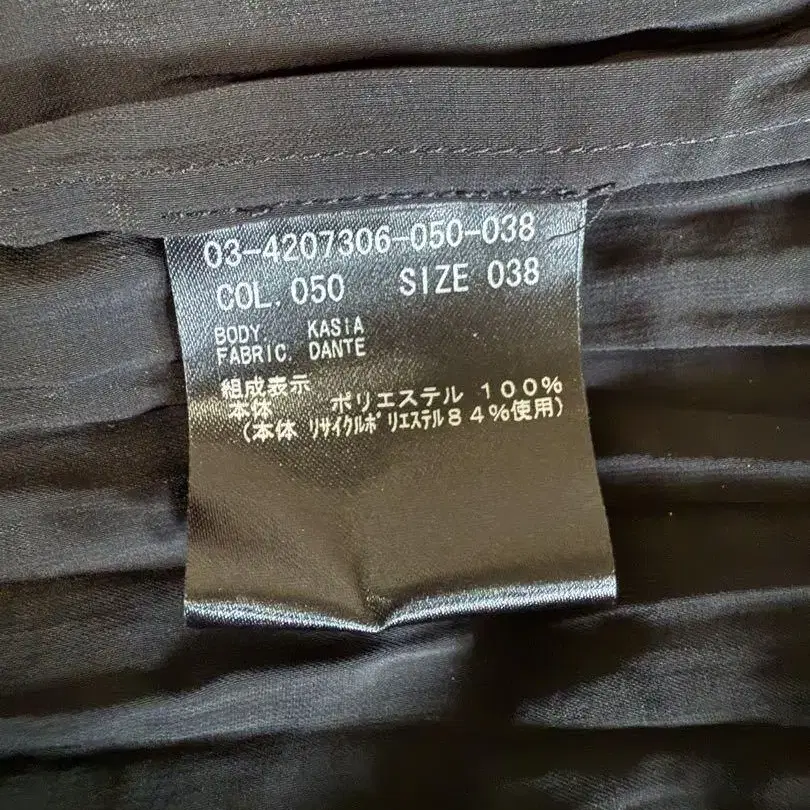 03-4207306-050-038
COL.050 SIZE 038
BODY. KASIA
FABRIC. DANTE
組成表示
本体 ポリエステル 100%
(本体 リサイクルポリエステル84%使用)